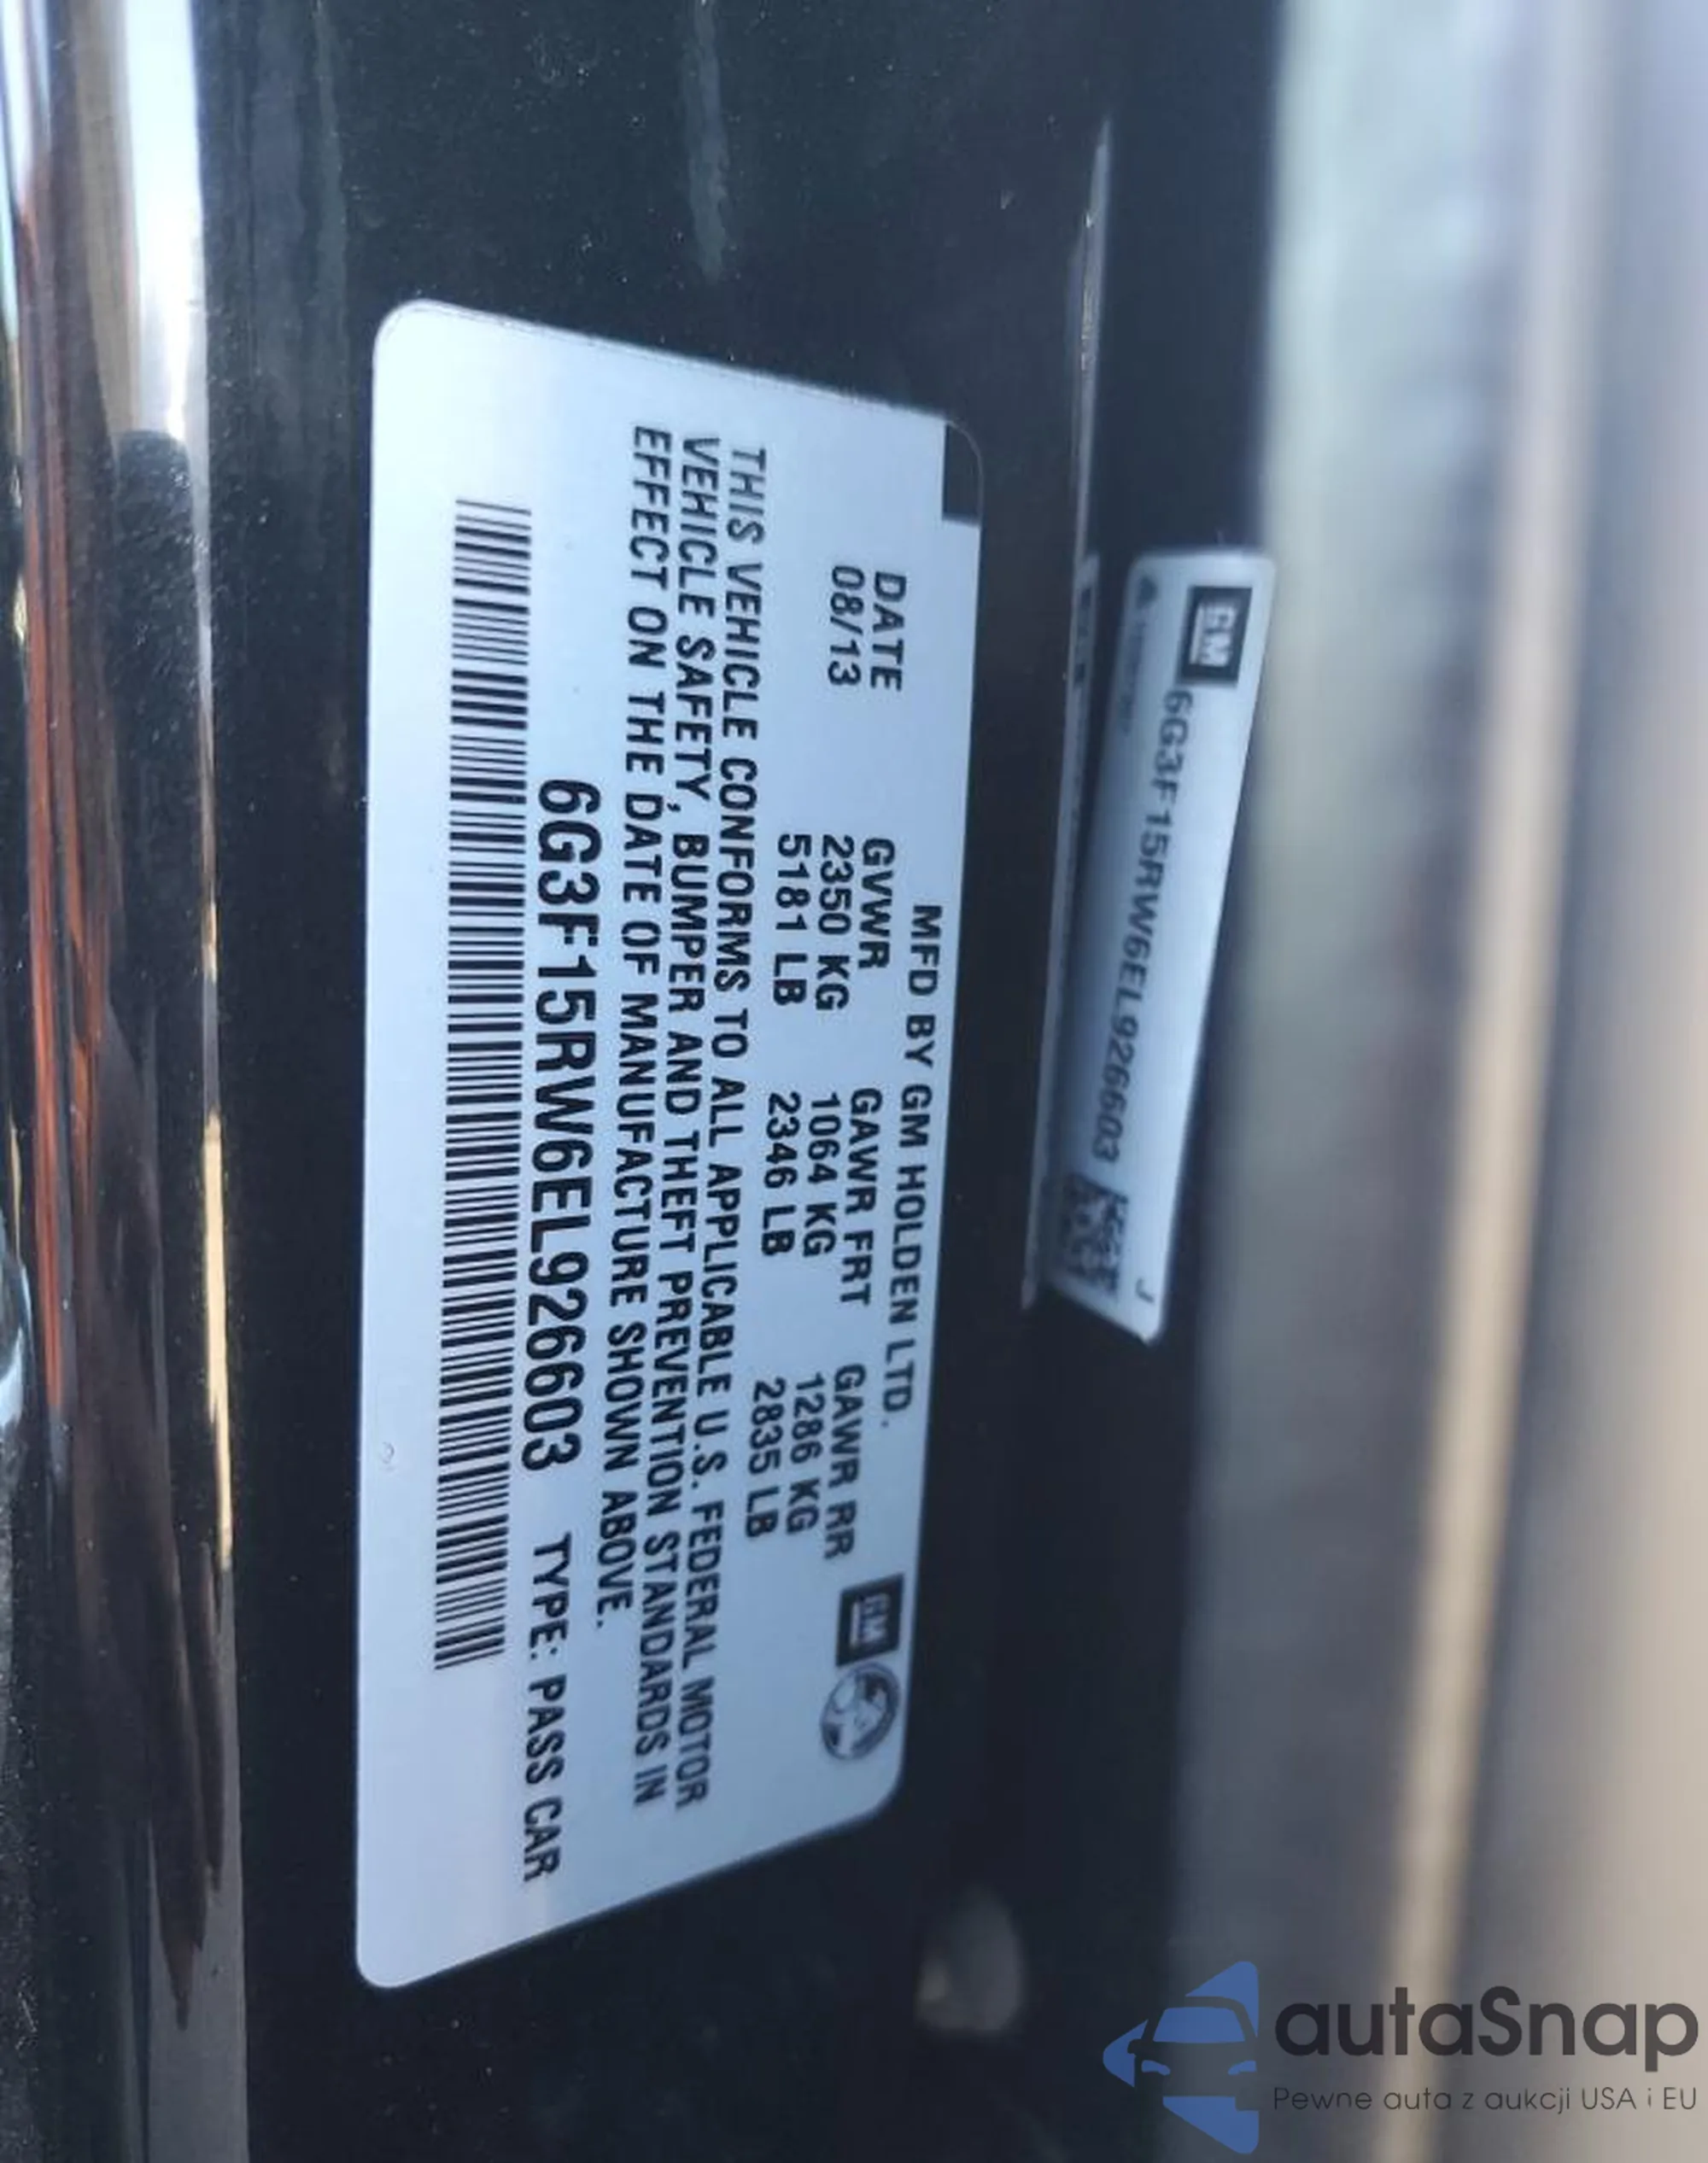 MFD BY GM HOLDEN LTD.
DATE GVWR GAWR FRT GAWR RR
08/13 2350 KG 1064 KG 1286 KG
5181 LB 2346 LB 2835 LB
GM
THIS VEHICLE CONFORMS TO ALL APPLICABLE U.S. FEDERAL MOTOR
VEHICLE SAFETY, BUMPER AND THEFT PREVENTION STANDARDS IN
EFFECT ON THE DATE OF MANUFACTURE SHOWN ABOVE.
6G3F15RW6EL926603 TYPE: PASS CAR
GM 6G3F15RW6EL926603
J
autaSnap
Pewne auta z aukcji USA i EU